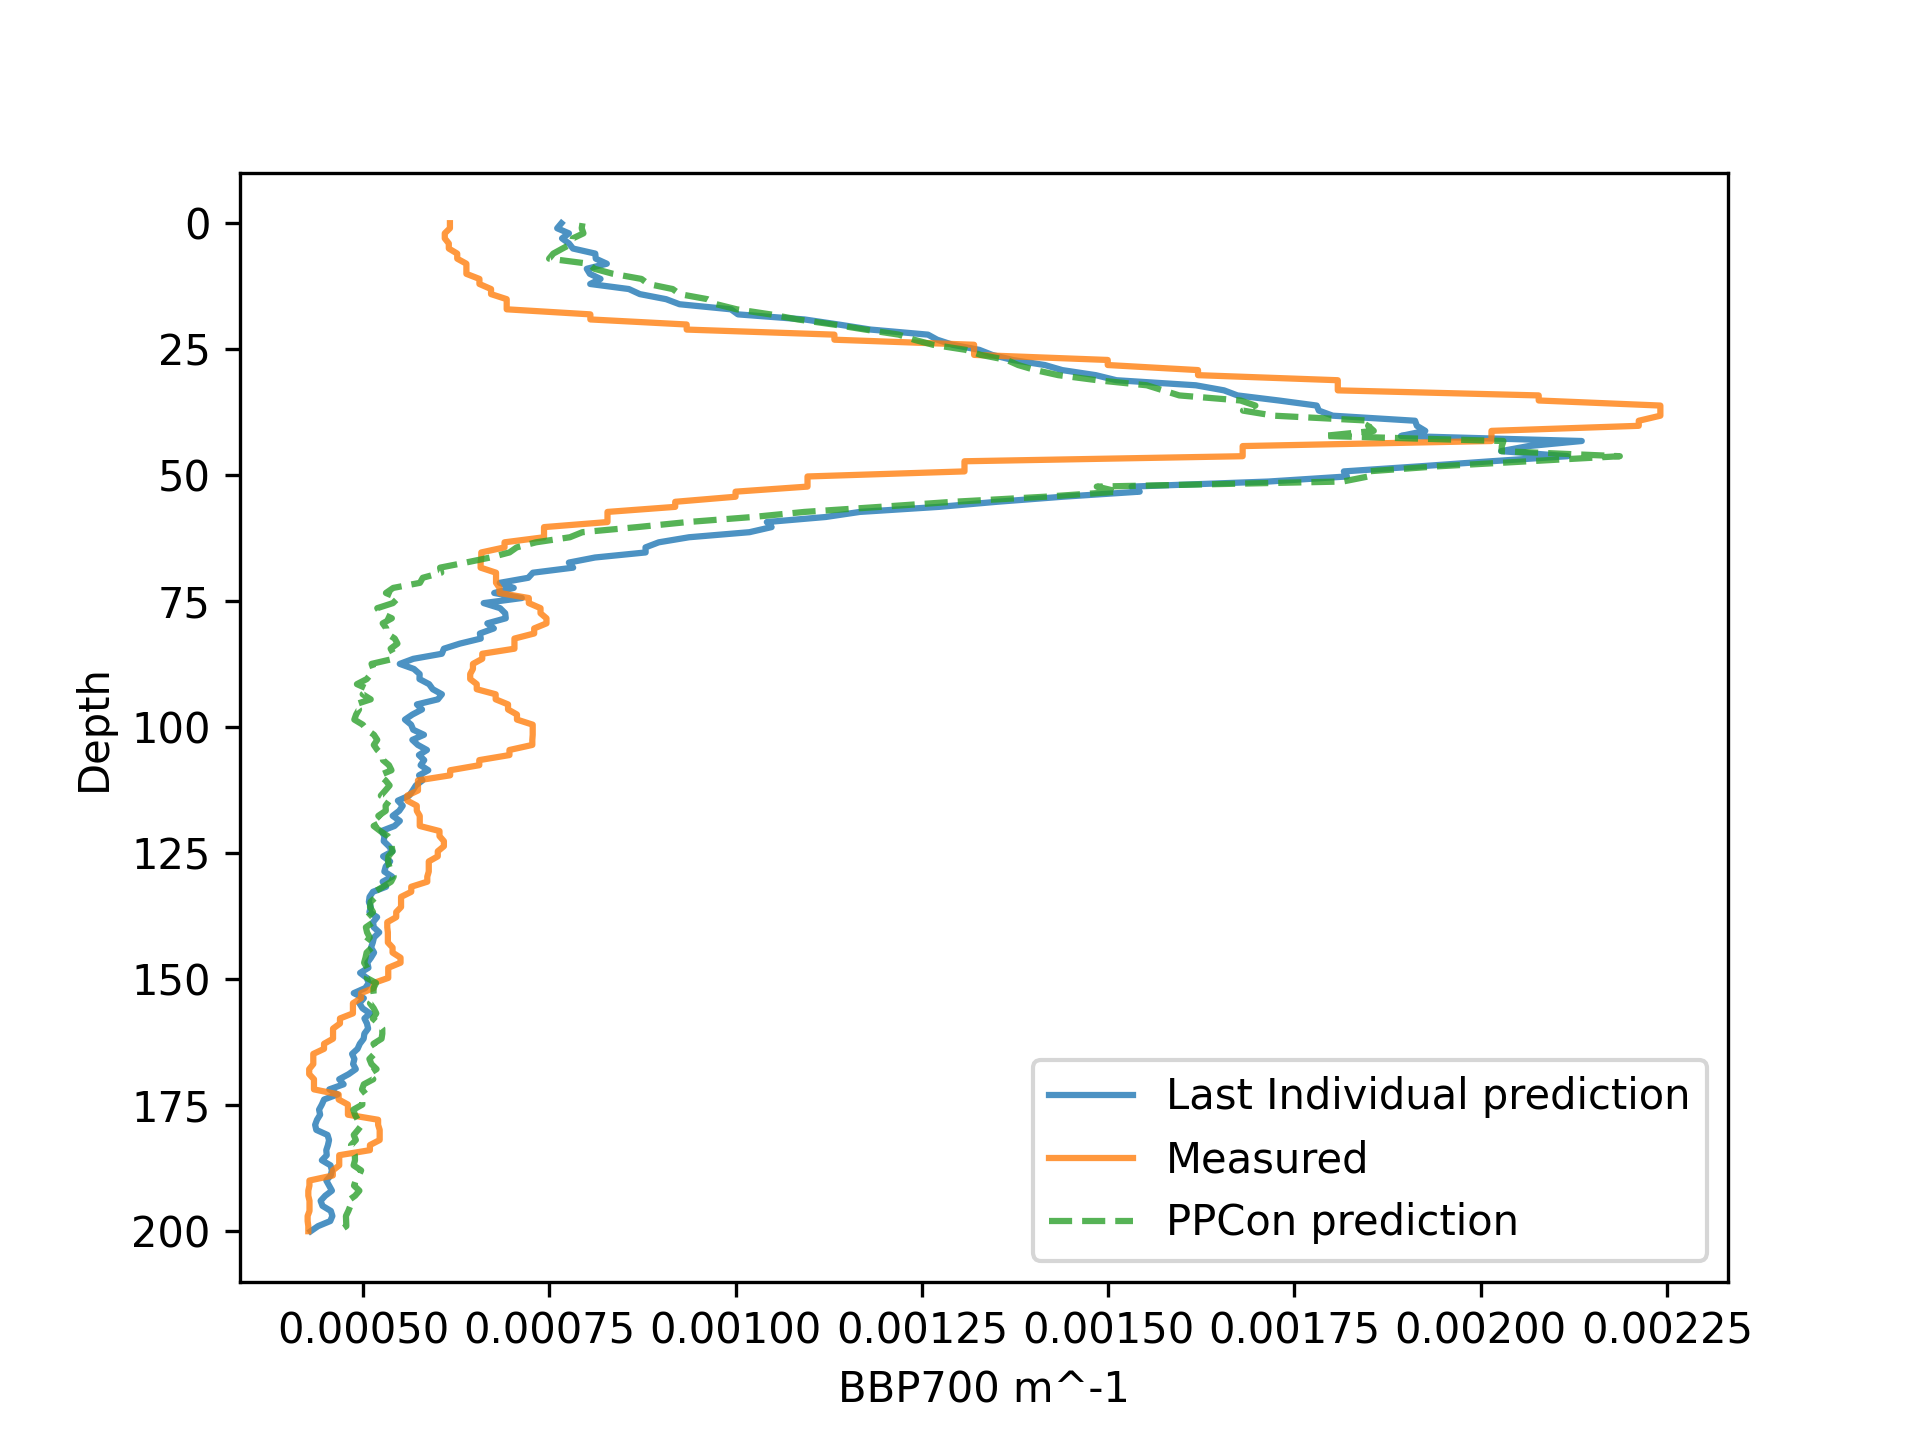 0
25
50
75
100
125
150
175
200
Depth
0.00050 0.00075 0.00100 0.00125 0.00150 0.00175 0.00200 0.00225
BBP700 m^-1
Last Individual prediction
Measured
PPCon prediction